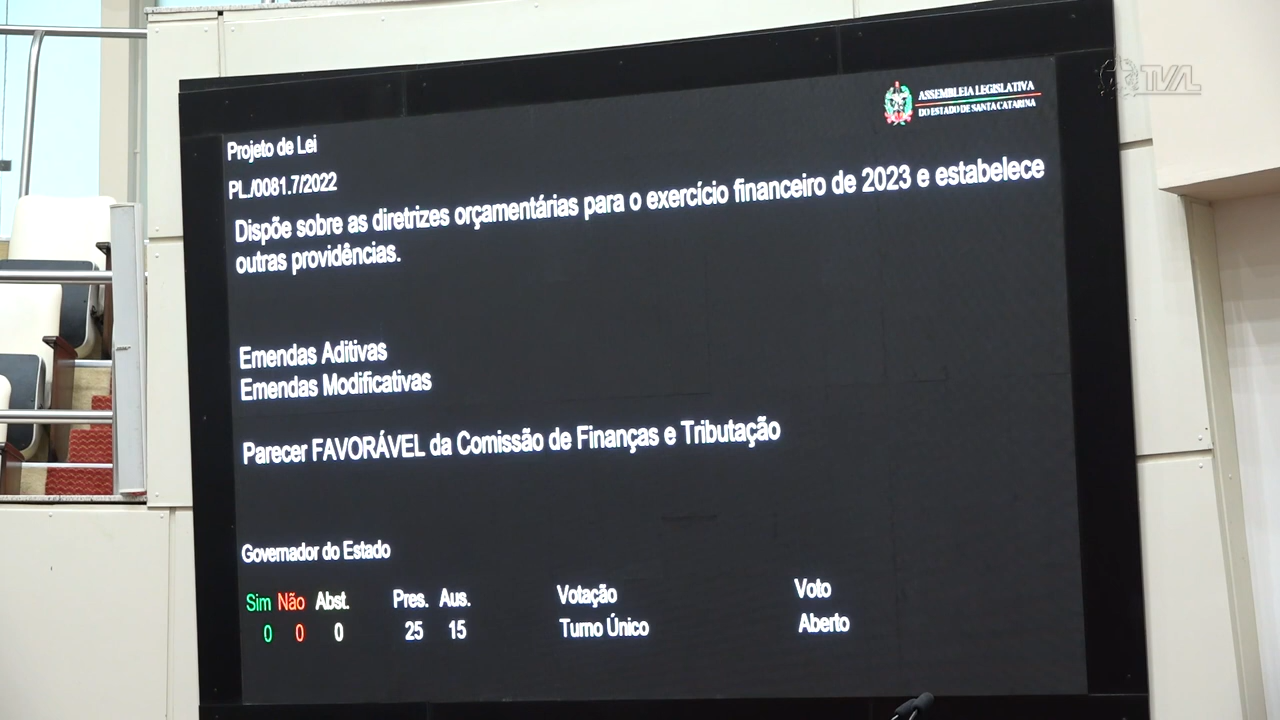 TVAL
ASSEMBLEIA LEGISLATIVA
DO ESTADO DE SANTA CATARINA
Projeto de Lei
PL./0081.7/2022
Dispõe sobre as diretrizes orçamentárias para o exercício financeiro de 2023 e estabelece
outras providências.
Emendas Aditivas
Emendas Modificativas
Parecer FAVORÁVEL da Comissão de Finanças e Tributação
Governador do Estado
Sim Não Abst. Pres. Aus. Votação Voto
0 0 0 25 15 Turno Único Aberto